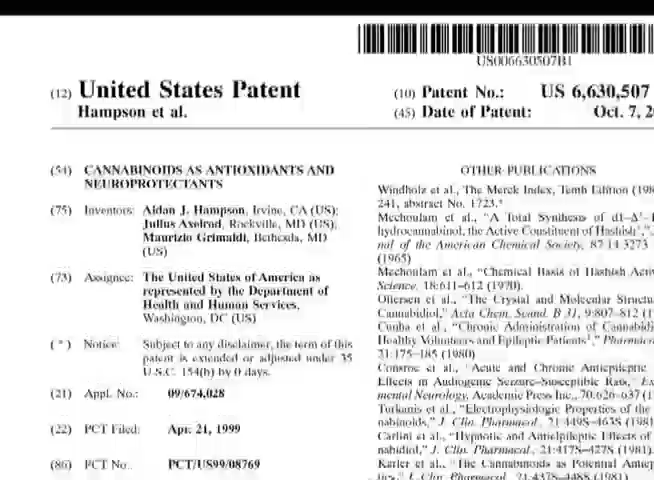 US006630507B1
(12) United States Patent
Hampson et al.
(10) Patent No.: US 6,630,507
(45) Date of Patent: Oct. 7, 2
(54) CANNABINOIDS AS ANTIOXIDANTS AND
NEUROPROTECTANTS
(75) Inventors: Aidan J. Hampson, Irvine, CA (US);
Julius Axelrod, Rockville, MD (US);
Maurizio Grimaldi, Bethesda, MD
(US)
(73) Assignee: The United States of America as
represented by the Department of
Health and Human Services,
Washington, DC (US)
( * ) Notice: Subject to any disclaimer, the term of this
patent is extended or adjusted under 35
U.S.C. 154(b) by 0 days.
(21) Appl. No.: 09/674,028
(22) PCT Filed: Apr. 21, 1999
(86) PCT No.: PCT/US99/08769
OTHER PUBLICATIONS
Windholz et al., The Merck Index, Tenth Edition (198
241, abstract No. 1723.*
Mechoulam et al., "A Total Synthesis of
hydrocannabinol, the Active Constituent of Hashish
nal of the American Chemical Society, 87:14:3273
(1965)
Mechoulam et al., "Chemical Basis of Hashish Acti
Science, 18:611-612 (1970).
Ottersen et al., "The Crystal and Molecular Structu
Cannabidiol," Acta Chem. Scand. B 31, 9:807-812 (1
Cunha et al., "Chronic Administration of Cannabidi
Healthy Volunteers and Epileptic Patients
21:175-185 (1980)
Consroe et al., "Acute and Chronic Antiepileptic
Effects in Audiogenic Seizure-Susceptible Rats," Ex
mental Neurology, Academic Press Inc., 70:626-637 (1
Turkanis et al., "Electrophysiologic Properties of the
nabinoids," J. Clin. Pharmacol., 21:449S-463S (1981
Carlini et al., "Hypnotic and Antiepileptic Effects of
nabidiol," J. Clin. Pharmacol., 21:417S-427S (1981).
Karler et al., "The Cannabinoids as Potential Antiep
tics," J. Clin. Pharmacol., 21:437S-448S (1981)